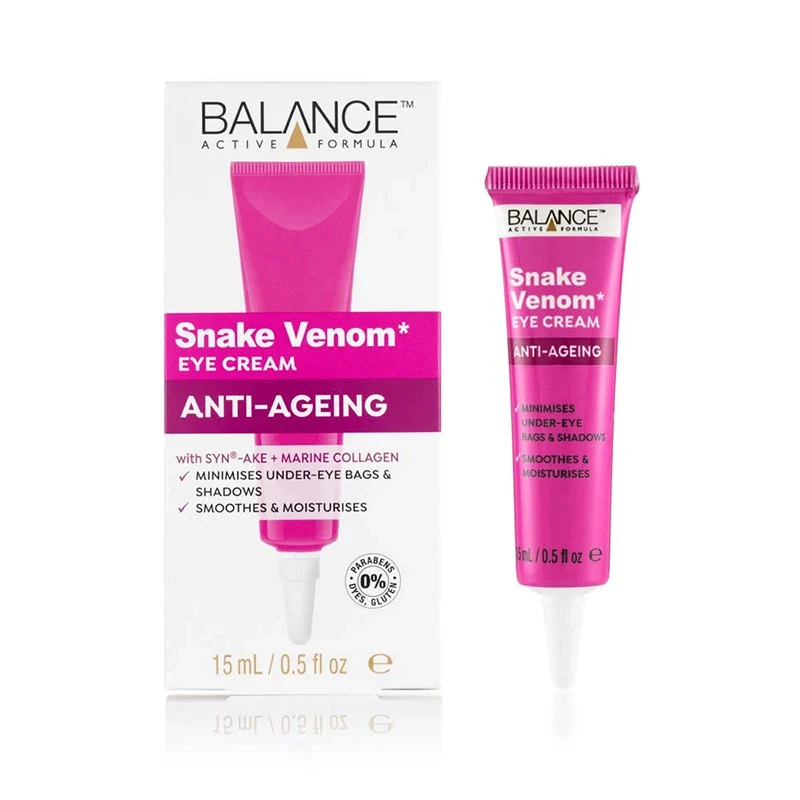 BALANCE™
ACTIVE FORMULA
Snake Venom*
EYE CREAM
ANTI-AGEING
with SYN®-AKE + MARINE COLLAGEN
✓ MINIMISES UNDER-EYE BAGS &
SHADOWS
✓ SMOOTHES & MOISTURISES
PARABENS
0%
DYES, GLUTEN
15 mL / 0.5 fl oz ℮
BALANCE™
ACTIVE FORMULA
Snake
Venom*
EYE CREAM
ANTI-AGEING
✓ MINIMISES
UNDER-EYE
BAGS & SHADOWS
✓ SMOOTHES &
MOISTURISES
15 mL / 0.5 fl oz ℮